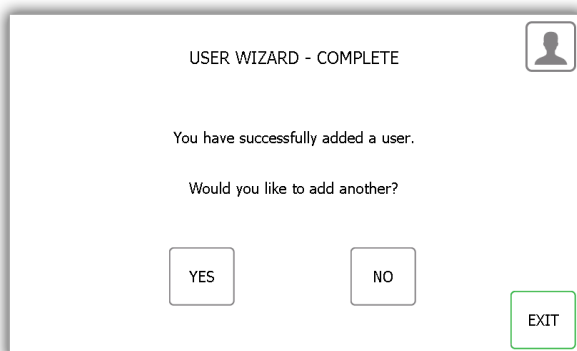 USER WIZARD - COMPLETE
You have successfully added a user.
Would you like to add another?
YES
NO
EXIT